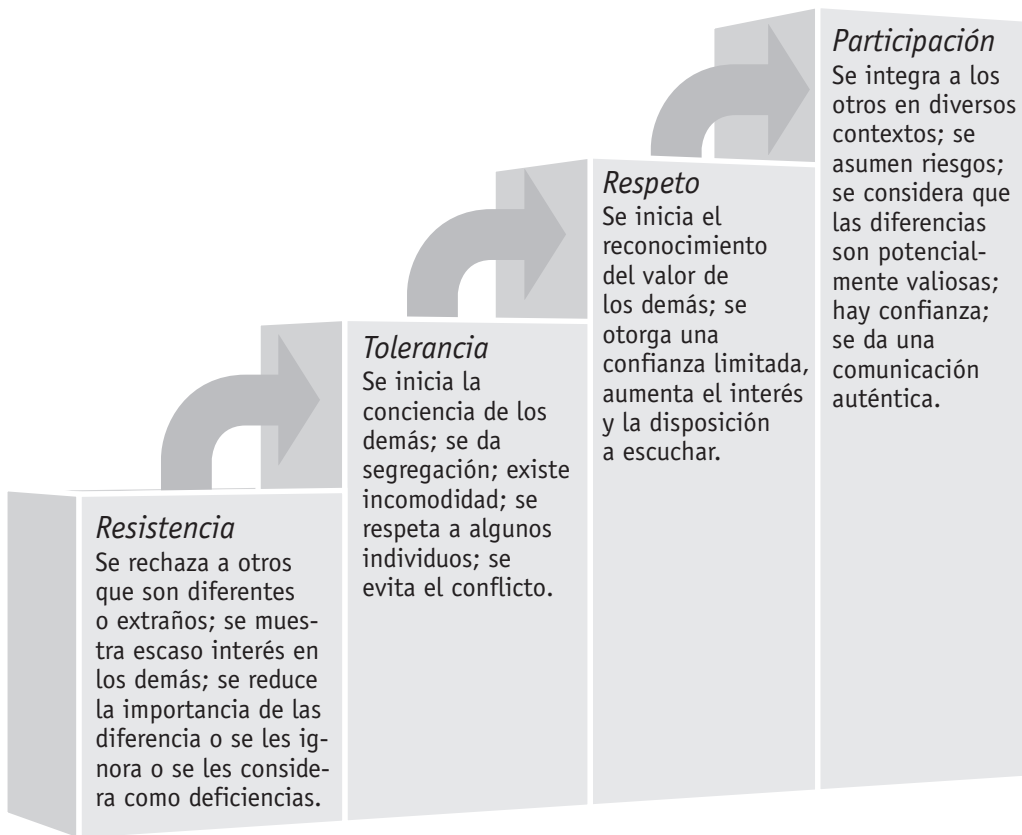 Resistencia
Se rechaza a otros
que son diferentes
o extraños; se mues-
tra escaso interés en
los demás; se reduce
la importancia de las
diferencia o se les ig-
nora o se les conside-
ra como deficiencias.
Tolerancia
Se inicia la
conciencia de los
demás; se da
segregación; existe
incomodidad; se
respeta a algunos
individuos; se
evita el conflicto.
Respeto
Se inicia el
reconocimiento
del valor de
los demás; se
otorga una
confianza limitada,
aumenta el interés
y la disposición
a escuchar.
Participación
Se integra a los
otros en diversos
contextos; se
asumen riesgos;
se considera que
las diferencias
son potencial-
mente valiosas;
hay confianza;
se da una
comunicación
auténtica.